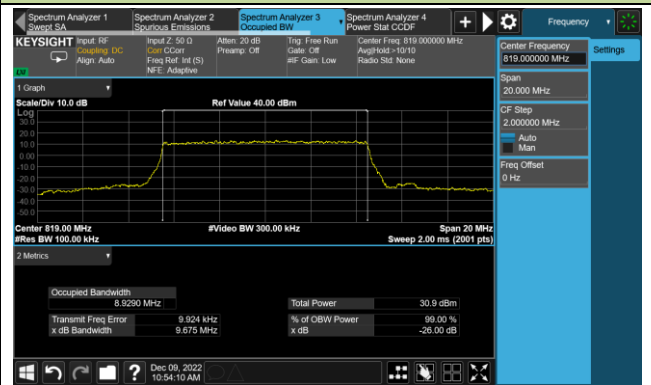 Spectrum Analyzer 1
Swept SA
Spectrum Analyzer 2
Spurious Emissions
Spectrum Analyzer 3
Occupied BW
Spectrum Analyzer 4
Power Stat CCDF
Frequency
KEYSIGHT
Input: RF
Coupling: DC
Align: Auto
Input Z: 50 Ω
Corr CCorr
Freq Ref: Int (S)
NFE: Adaptive
Atten: 20 dB
Preamp: Off
Trig: Free Run
Gate: Off
#IF Gain: Low
Center Freq: 819.000000 MHz
Avg|Hold:>10/10
Radio Std: None
Center Frequency
819.000000 MHz
Settings
Span
20.000 MHz
CF Step
2.000000 MHz
Auto
Man
Freq Offset
0 Hz
1 Graph
Scale/Div 10.0 dB
Ref Value 40.00 dBm
Log
30.0
20.0
10.0
0.00
-10.0
-20.0
-30.0
-40.0
-50.0
Center 819.00 MHz
#Video BW 300.00 kHz
Span 20 MHz
#Res BW 100.00 kHz
Sweep 2.00 ms (2001 pts)
2 Metrics
Occupied Bandwidth
8.9290 MHz
Total Power
30.9 dBm
Transmit Freq Error
9.924 kHz
% of OBW Power
99.00 %
x dB Bandwidth
9.675 MHz
x dB
-26.00 dB
Dec 09, 2022
10:54:10 AM